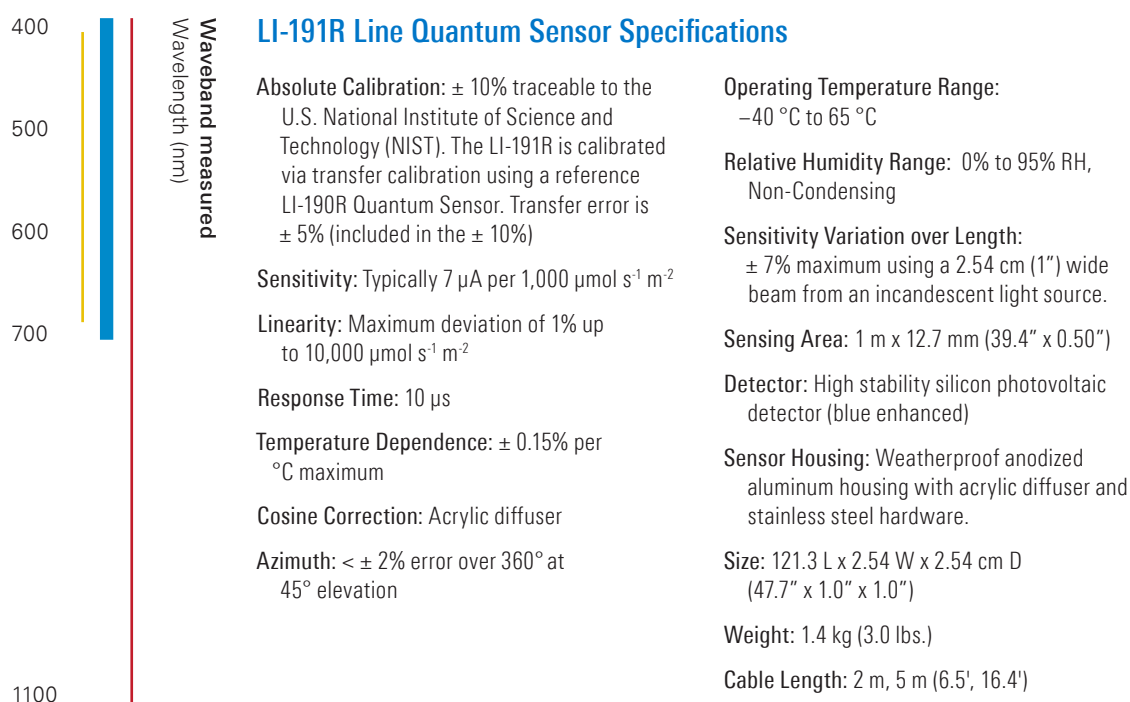 400
500
600
700
1100
Waveband measured
Wavelength (nm)
LI-191R Line Quantum Sensor Specifications
Absolute Calibration: ± 10% traceable to the
U.S. National Institute of Science and
Technology (NIST). The LI-191R is calibrated
via transfer calibration using a reference
LI-190R Quantum Sensor. Transfer error is
± 5% (included in the ± 10%)
Sensitivity: Typically 7 µA per 1,000 µmol s⁻¹ m⁻²
Linearity: Maximum deviation of 1% up
to 10,000 µmol s⁻¹ m⁻²
Response Time: 10 µs
Temperature Dependence: ± 0.15% per
°C maximum
Cosine Correction: Acrylic diffuser
Azimuth: < ± 2% error over 360° at
45° elevation
Operating Temperature Range:
–40 °C to 65 °C
Relative Humidity Range: 0% to 95% RH,
Non-Condensing
Sensitivity Variation over Length:
± 7% maximum using a 2.54 cm (1”) wide
beam from an incandescent light source.
Sensing Area: 1 m x 12.7 mm (39.4” x 0.50”)
Detector: High stability silicon photovoltaic
detector (blue enhanced)
Sensor Housing: Weatherproof anodized
aluminum housing with acrylic diffuser and
stainless steel hardware.
Size: 121.3 L x 2.54 W x 2.54 cm D
(47.7” x 1.0” x 1.0”)
Weight: 1.4 kg (3.0 lbs.)
Cable Length: 2 m, 5 m (6.5', 16.4')